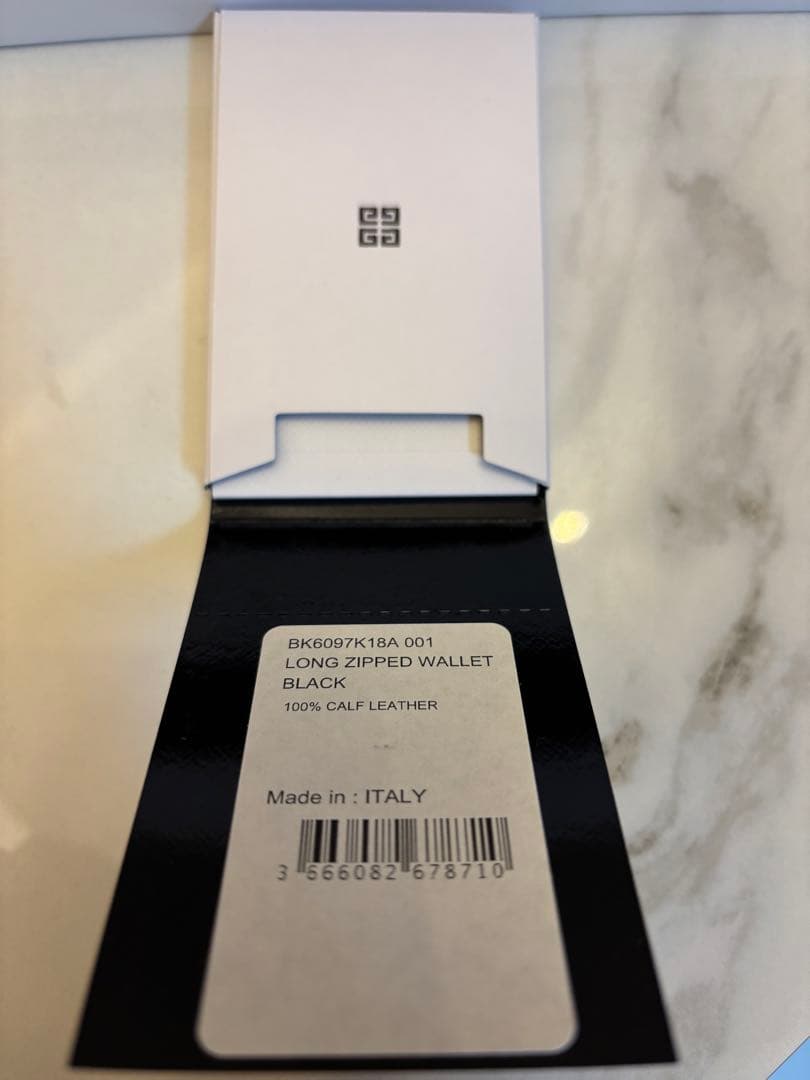 BK6097K18A 001
LONG ZIPPED WALLET
BLACK
100% CALF LEATHER
Made in : ITALY
3 666082 678710